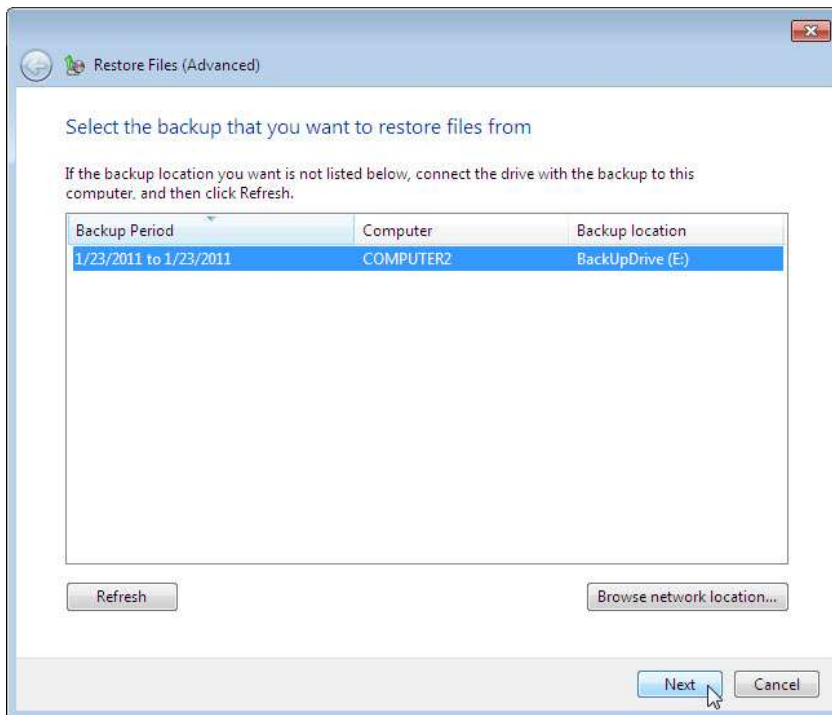 Restore Files (Advanced)
Select the backup that you want to restore files from
If the backup location you want is not listed below, connect the drive with the backup to this
computer, and then click Refresh.
Backup Period Computer Backup location
1/23/2011 to 1/23/2011 COMPUTER2 BackUpDrive (E:)
Refresh Browse network location...
Next Cancel